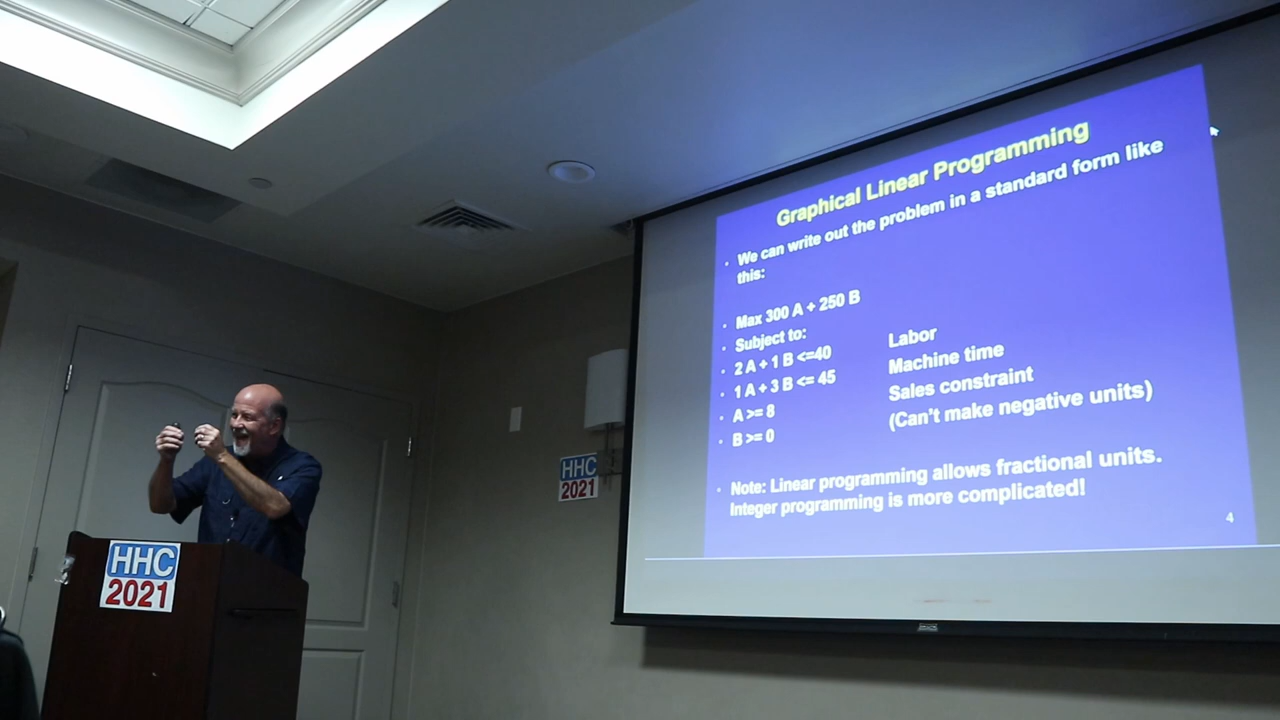 Graphical Linear Programming
• We can write out the problem in a standard form like
this:
• Max 300 A + 250 B
• Subject to:
• 2 A + 1 B <=40 Labor
• 1 A + 3 B <= 45 Machine time
• A >= 8 Sales constraint
• B >= 0 (Can't make negative units)
• Note: Linear programming allows fractional units.
Integer programming is more complicated!
4
HHC
2021
HHC
2021